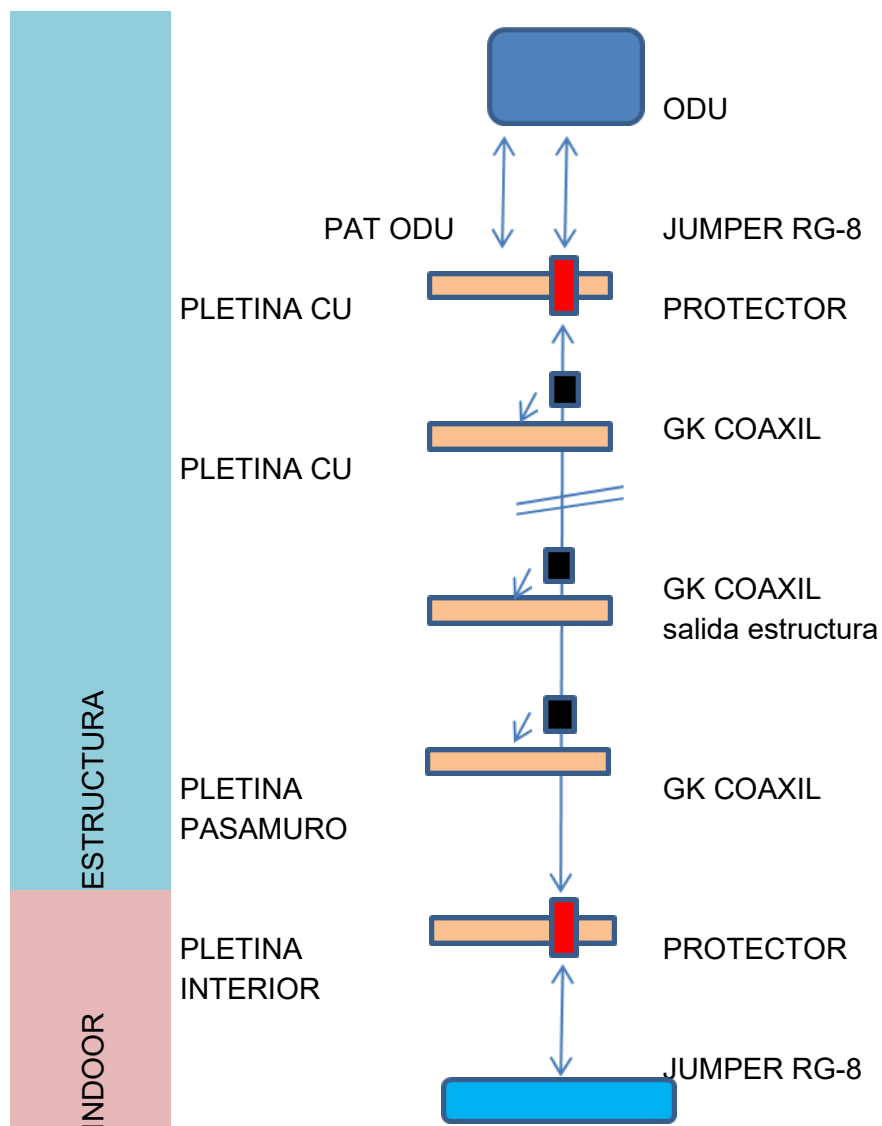 ODU
PAT ODU
JUMPER RG-8
PLETINA CU
PROTECTOR
GK COAXIL
PLETINA CU
GK COAXIL
salida estructura
ESTRUCTURA
PLETINA
PASAMURO
GK COAXIL
PLETINA
INTERIOR
PROTECTOR
INDOOR
JUMPER RG-8